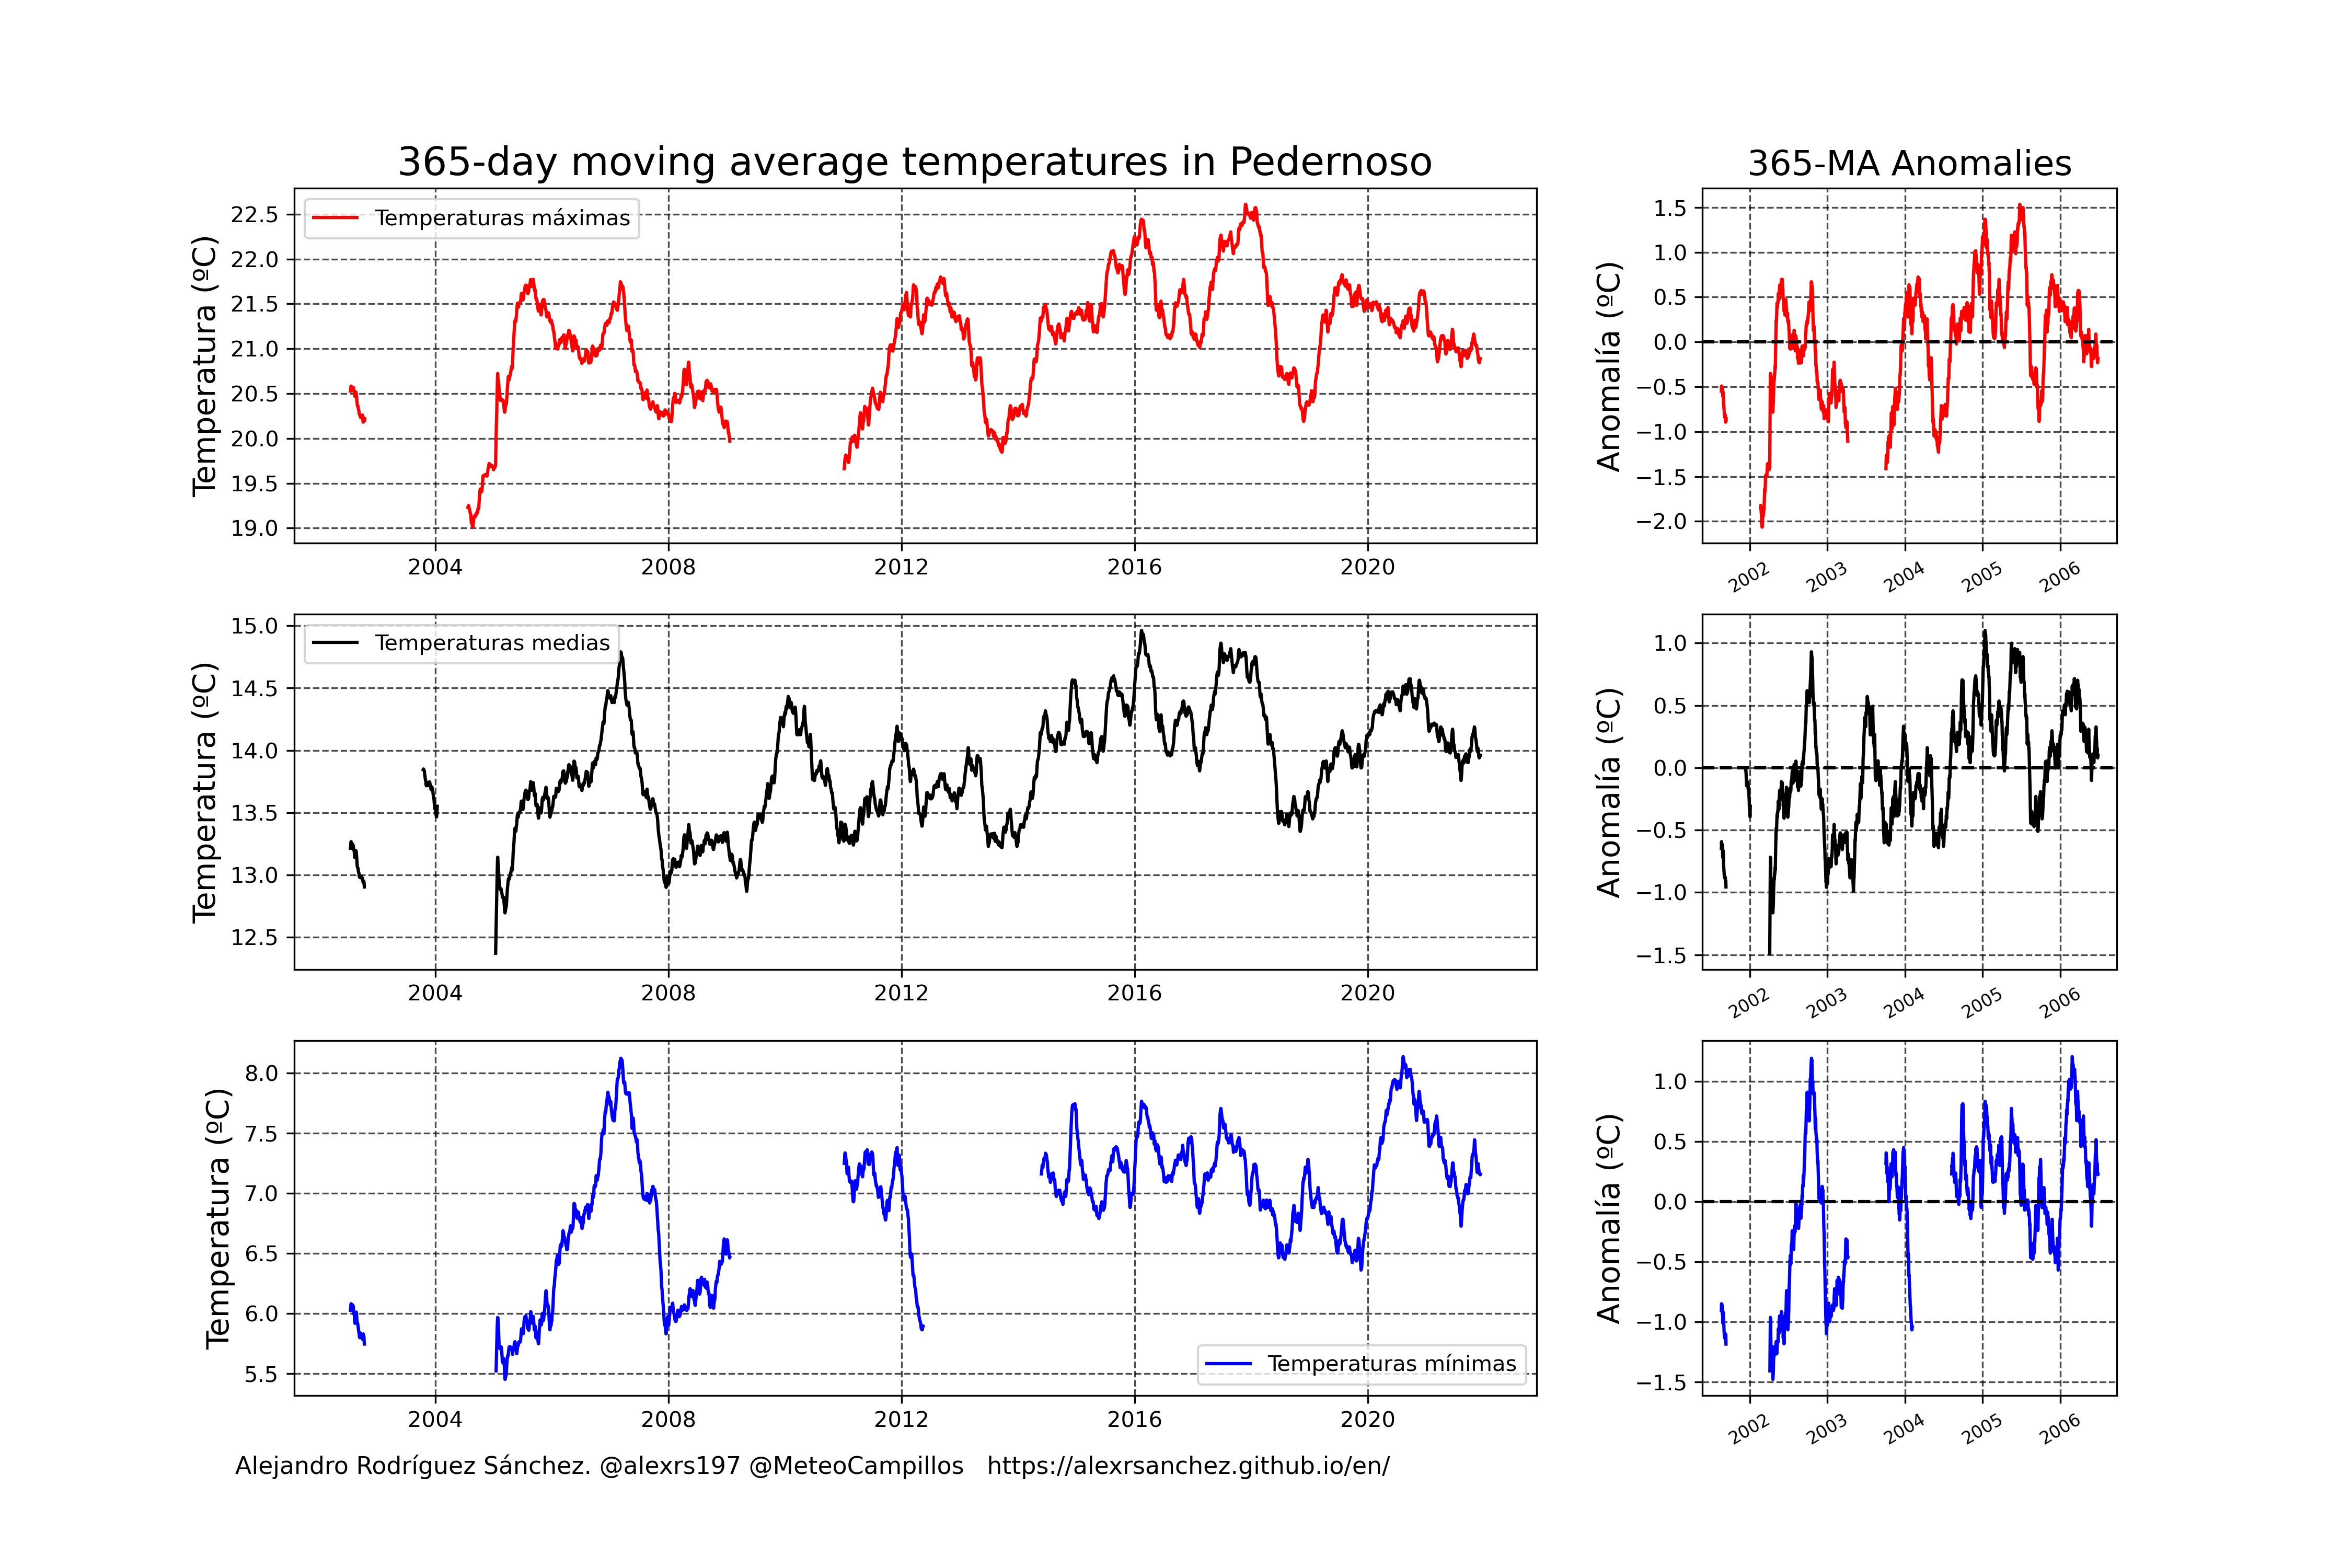 365-day moving average temperatures in Pedernoso
365-MA Anomalies
Temperatura (ºC)
22.5
22.0
21.5
21.0
20.5
20.0
19.5
19.0
Temperaturas máximas
2004 2008 2012 2016 2020
Anomalía (ºC)
1.5
1.0
0.5
0.0
−0.5
−1.0
−1.5
−2.0
2002 2003 2004 2005 2006
Temperatura (ºC)
15.0
14.5
14.0
13.5
13.0
12.5
Temperaturas medias
2004 2008 2012 2016 2020
Anomalía (ºC)
1.0
0.5
0.0
−0.5
−1.0
−1.5
2002 2003 2004 2005 2006
Temperatura (ºC)
8.0
7.5
7.0
6.5
6.0
5.5
Temperaturas mínimas
2004 2008 2012 2016 2020
Anomalía (ºC)
1.0
0.5
0.0
−0.5
−1.0
−1.5
2002 2003 2004 2005 2006
Alejandro Rodríguez Sánchez. @alexrs197 @MeteoCampillos https://alexrsanchez.github.io/en/